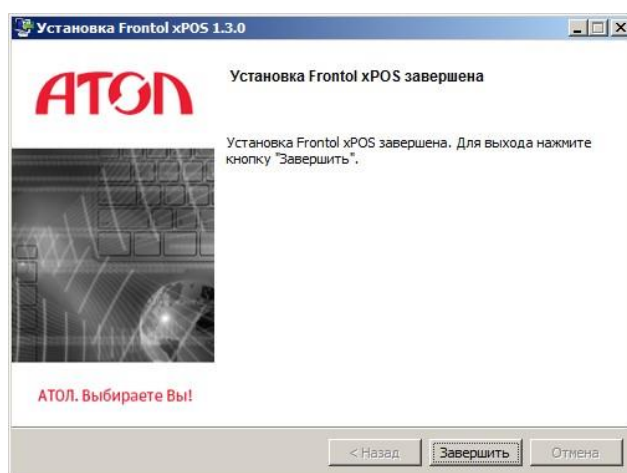 Установка Frontol xPOS 1.3.0
АТОЛ
Установка Frontol xPOS завершена
Установка Frontol xPOS завершена. Для выхода нажмите
кнопку "Завершить".
АТОЛ. Выбираете Вы!
< Назад
Завершить
Отмена